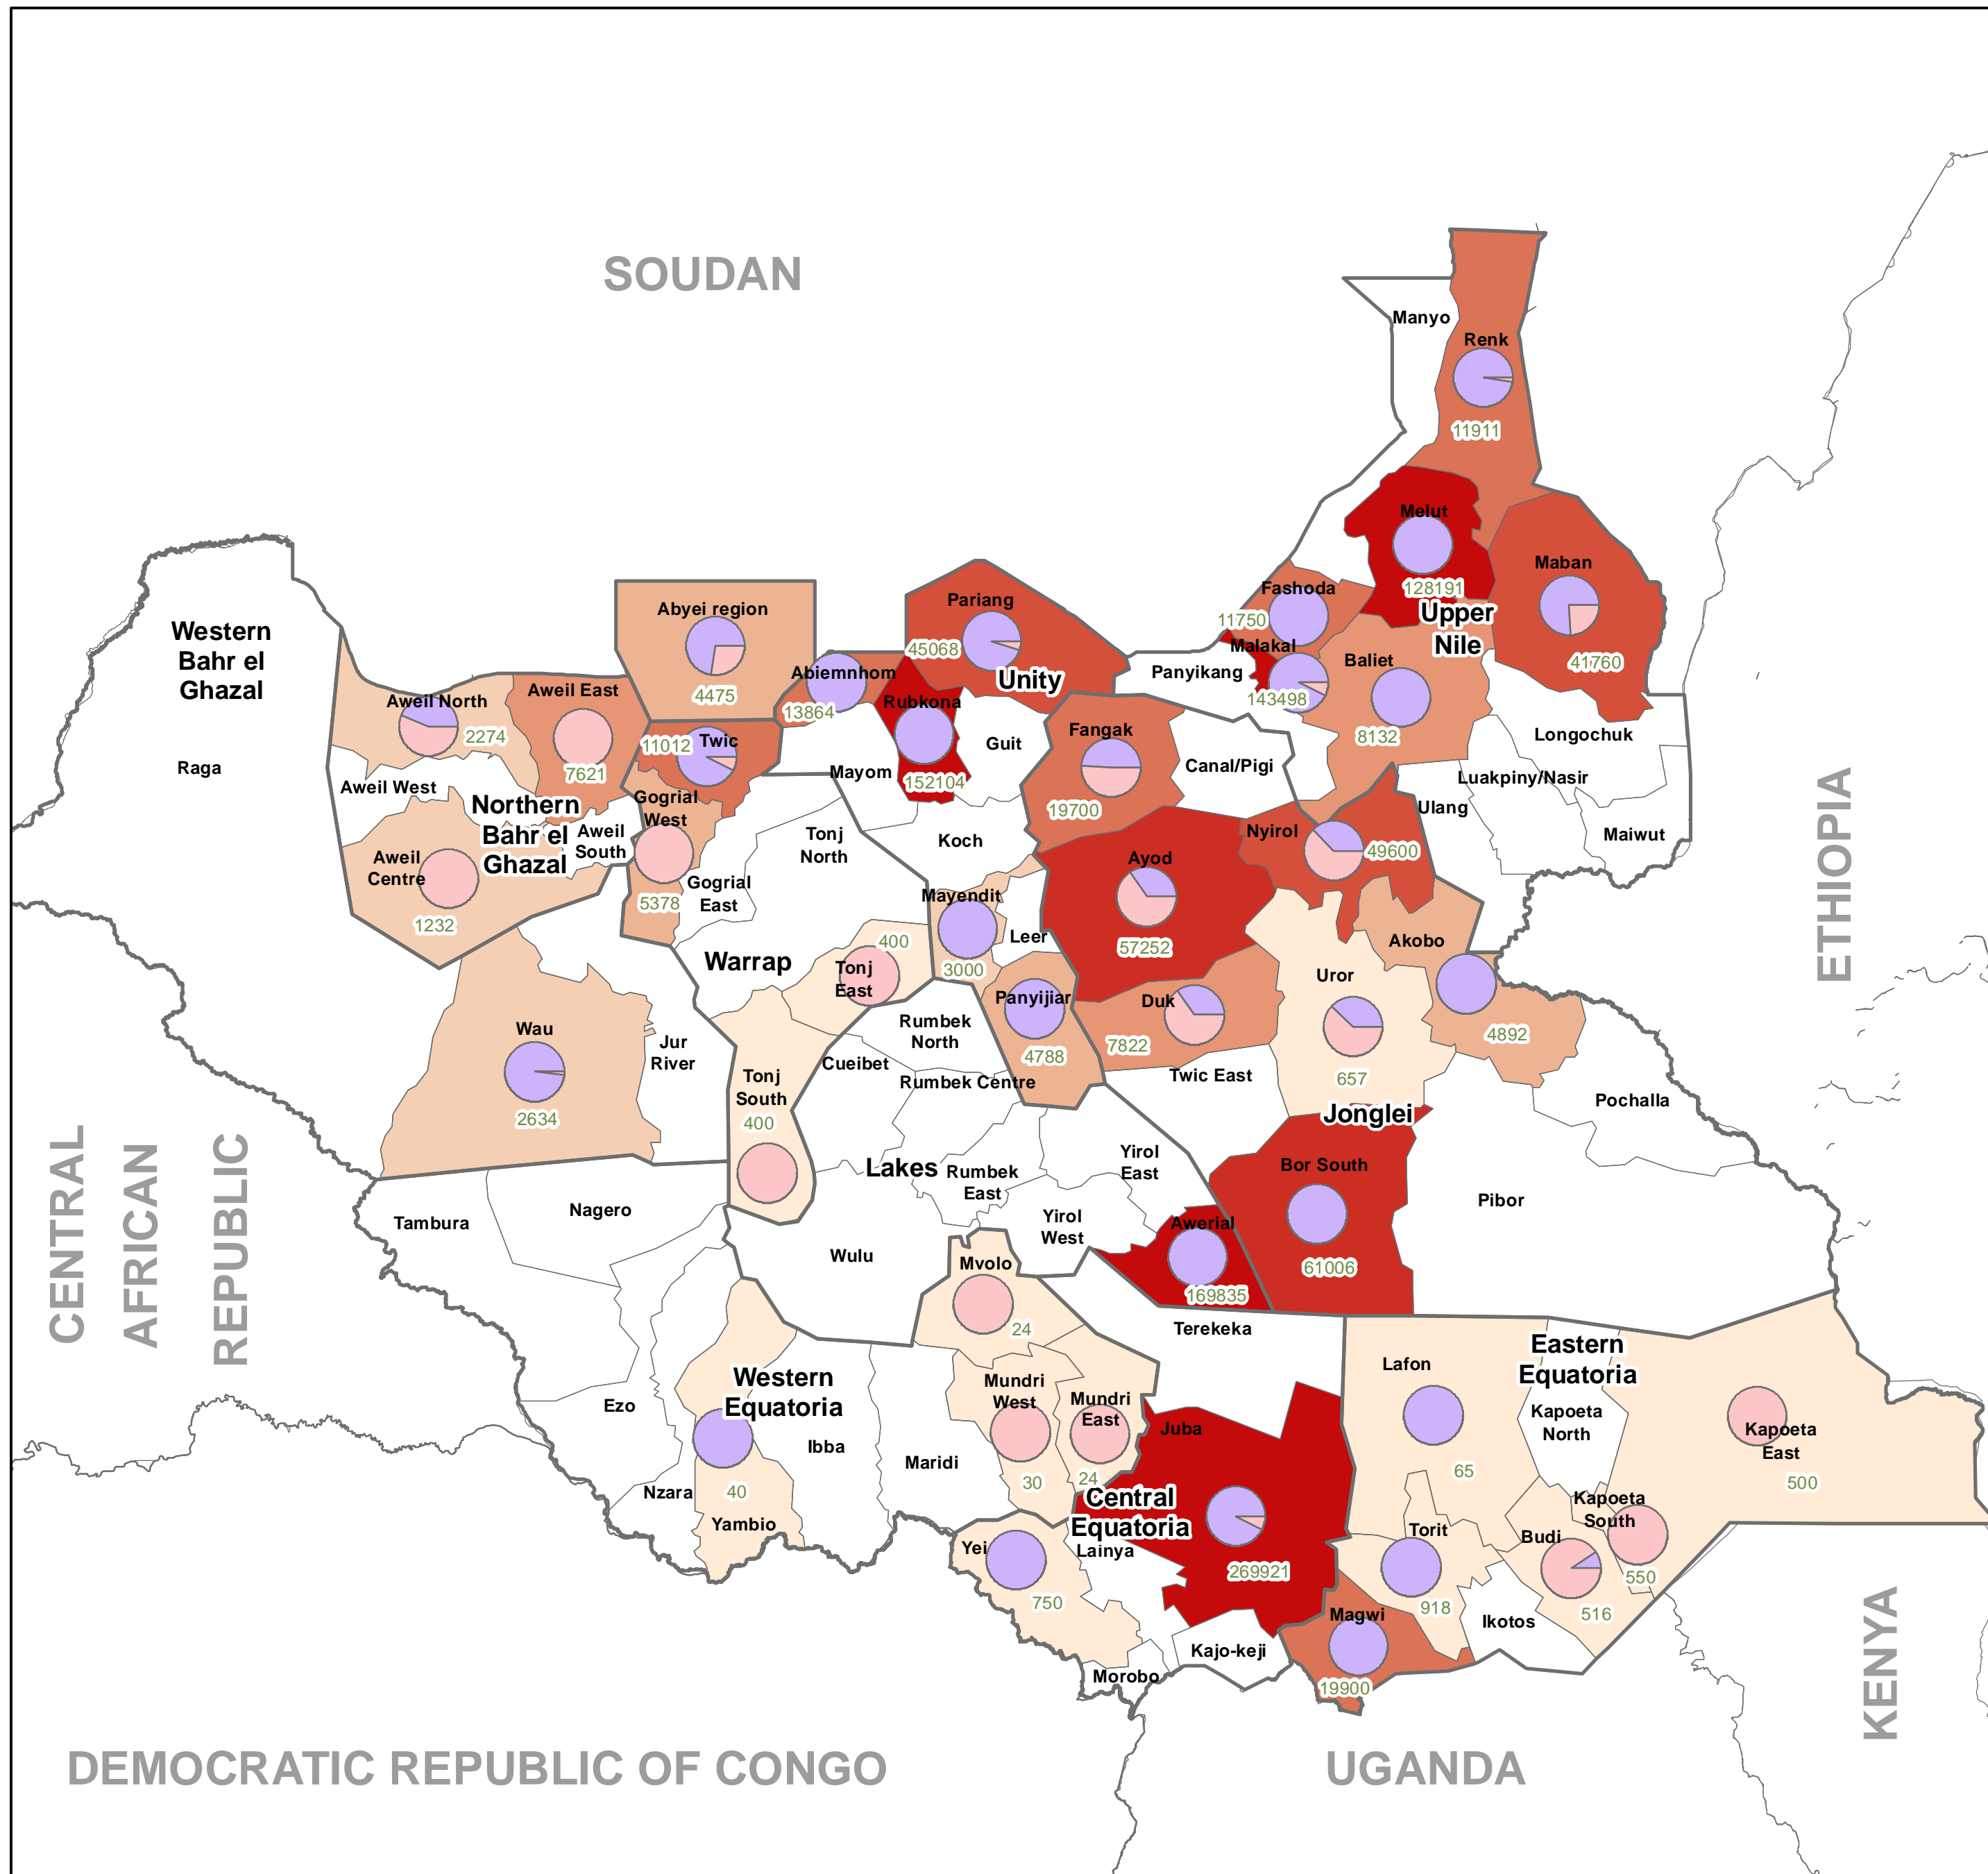 SOUDAN
Manyo
Renk
11911
Melut
128191
Maban
41760
Fashoda
11750
Malakal
143498
Upper
Nile
Baliet
8132
Panyikang
Longochuk
Luakpiny/Nasir
Ulang
Maiwut
ETHIOPIA
Pariang
45068
Unity
Abyei region
4475
Abiemnhom
13864
Rubkona
152104
Guit
Mayom
Koch
Western
Bahr el
Ghazal
Raga
Aweil North
2274
Aweil East
7621
Aweil West
Northern
Bahr el
Ghazal
Aweil
South
Aweil
Centre
1232
11012
Twic
Gogrial
West
5378
Gogrial
East
Tonj
North
Warrap
Fangak
19700
Canal/Pigi
Nyirol
49600
Ayod
57252
Akobo
4892
Uror
657
Duk
7822
Twic East
Jonglei
Pochalla
Pibor
Bor South
61006
Mayendit
3000
Leer
Panyijiar
4788
400
Tonj
East
Tonj
South
400
Wau
2634
Jur
River
Rumbek
North
Cueibet
Rumbek Centre
Lakes
Rumbek
East
Yirol
East
Yirol
West
Wulu
Awerial
169835
CENTRAL
AFRICAN
REPUBLIC
Tambura
Nagero
Ezo
Nzara
Western
Equatoria
40
Yambio
Ibba
Maridi
Mvolo
24
Mundri
West
30
Mundri
East
24
Terekeka
Juba
269921
Central
Equatoria
Lainya
Yei
750
Morobo
Kajo-keji
Eastern
Equatoria
Lafon
65
Kapoeta
North
Kapoeta
East
500
Kapoeta
South
550
Budi
516
Torit
918
Ikotos
Magwi
19900
KENYA
UGANDA
DEMOCRATIC REPUBLIC OF CONGO